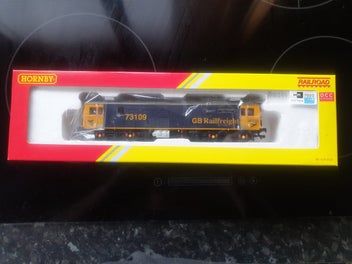 HORNBY
RAILROAD
DCC
73109
GB Railfreight